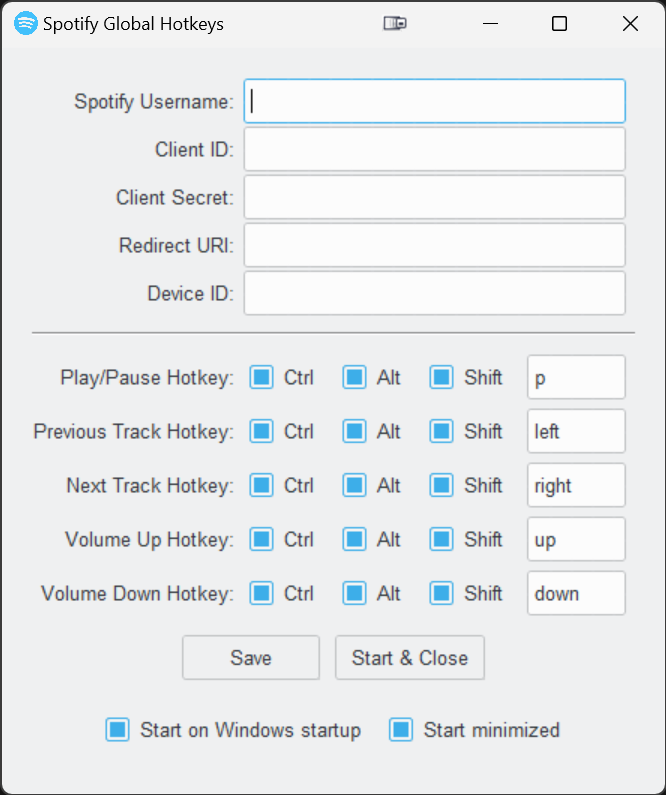 Spotify Global Hotkeys
Spotify Username:
Client ID:
Client Secret:
Redirect URI:
Device ID:
Play/Pause Hotkey: Ctrl Alt Shift p
Previous Track Hotkey: Ctrl Alt Shift left
Next Track Hotkey: Ctrl Alt Shift right
Volume Up Hotkey: Ctrl Alt Shift up
Volume Down Hotkey: Ctrl Alt Shift down
Save Start & Close
Start on Windows startup Start minimized